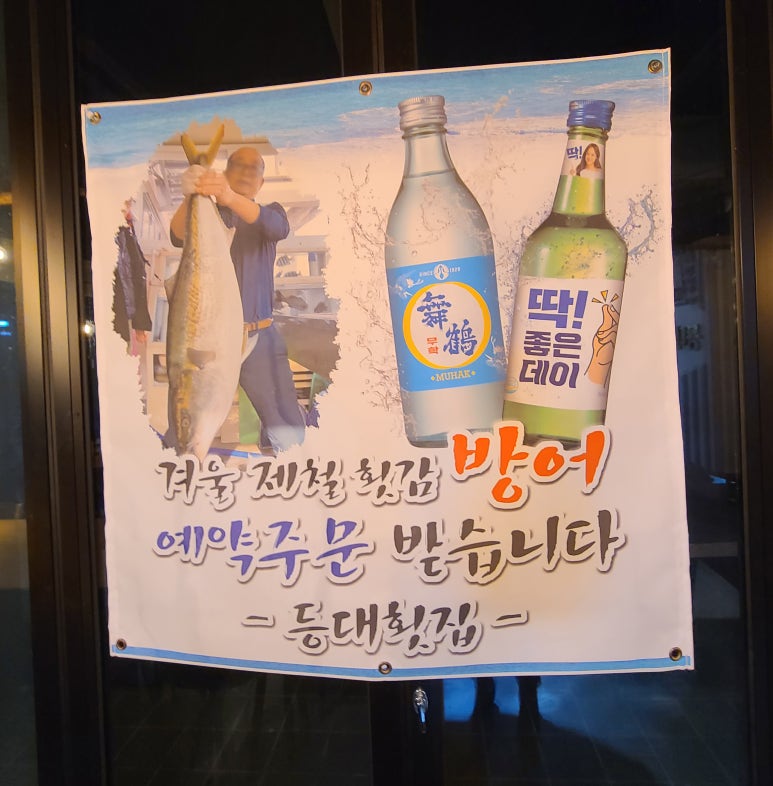 SINCE 1929
舞鶴
무학
MUHAK
딱!
딱!
좋은
데이
겨울 제철 횟감 방어
예약주문 받습니다
- 등대횟집 -